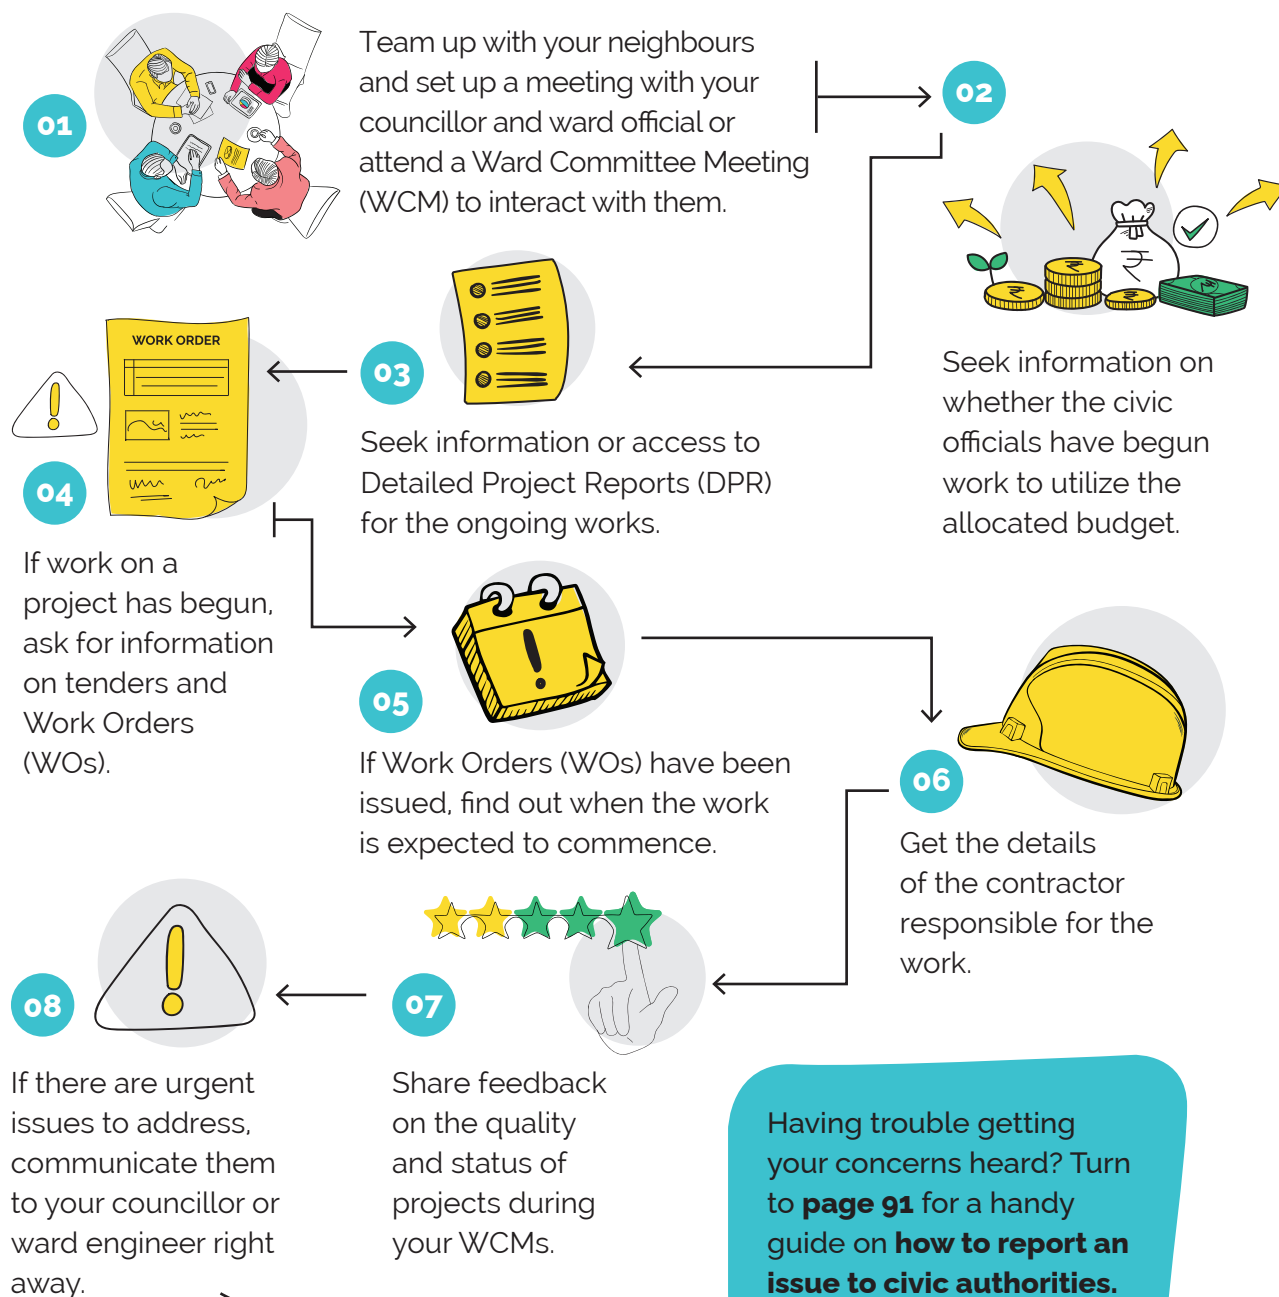 01
Team up with your neighbours
and set up a meeting with your
councillor and ward official or
attend a Ward Committee Meeting
(WCM) to interact with them.
02
Seek information on
whether the civic
officials have begun
work to utilize the
allocated budget.
03
Seek information or access to
Detailed Project Reports (DPR)
for the ongoing works.
WORK ORDER
04
If work on a
project has begun,
ask for information
on tenders and
Work Orders
(WOs).
05
If Work Orders (WOs) have been
issued, find out when the work
is expected to commence.
06
Get the details
of the contractor
responsible for the
work.
07
Share feedback
on the quality
and status of
projects during
your WCMs.
08
If there are urgent
issues to address,
communicate them
to your councillor or
ward engineer right
away.
Having trouble getting
your concerns heard? Turn
to page 91 for a handy
guide on how to report an
issue to civic authorities.